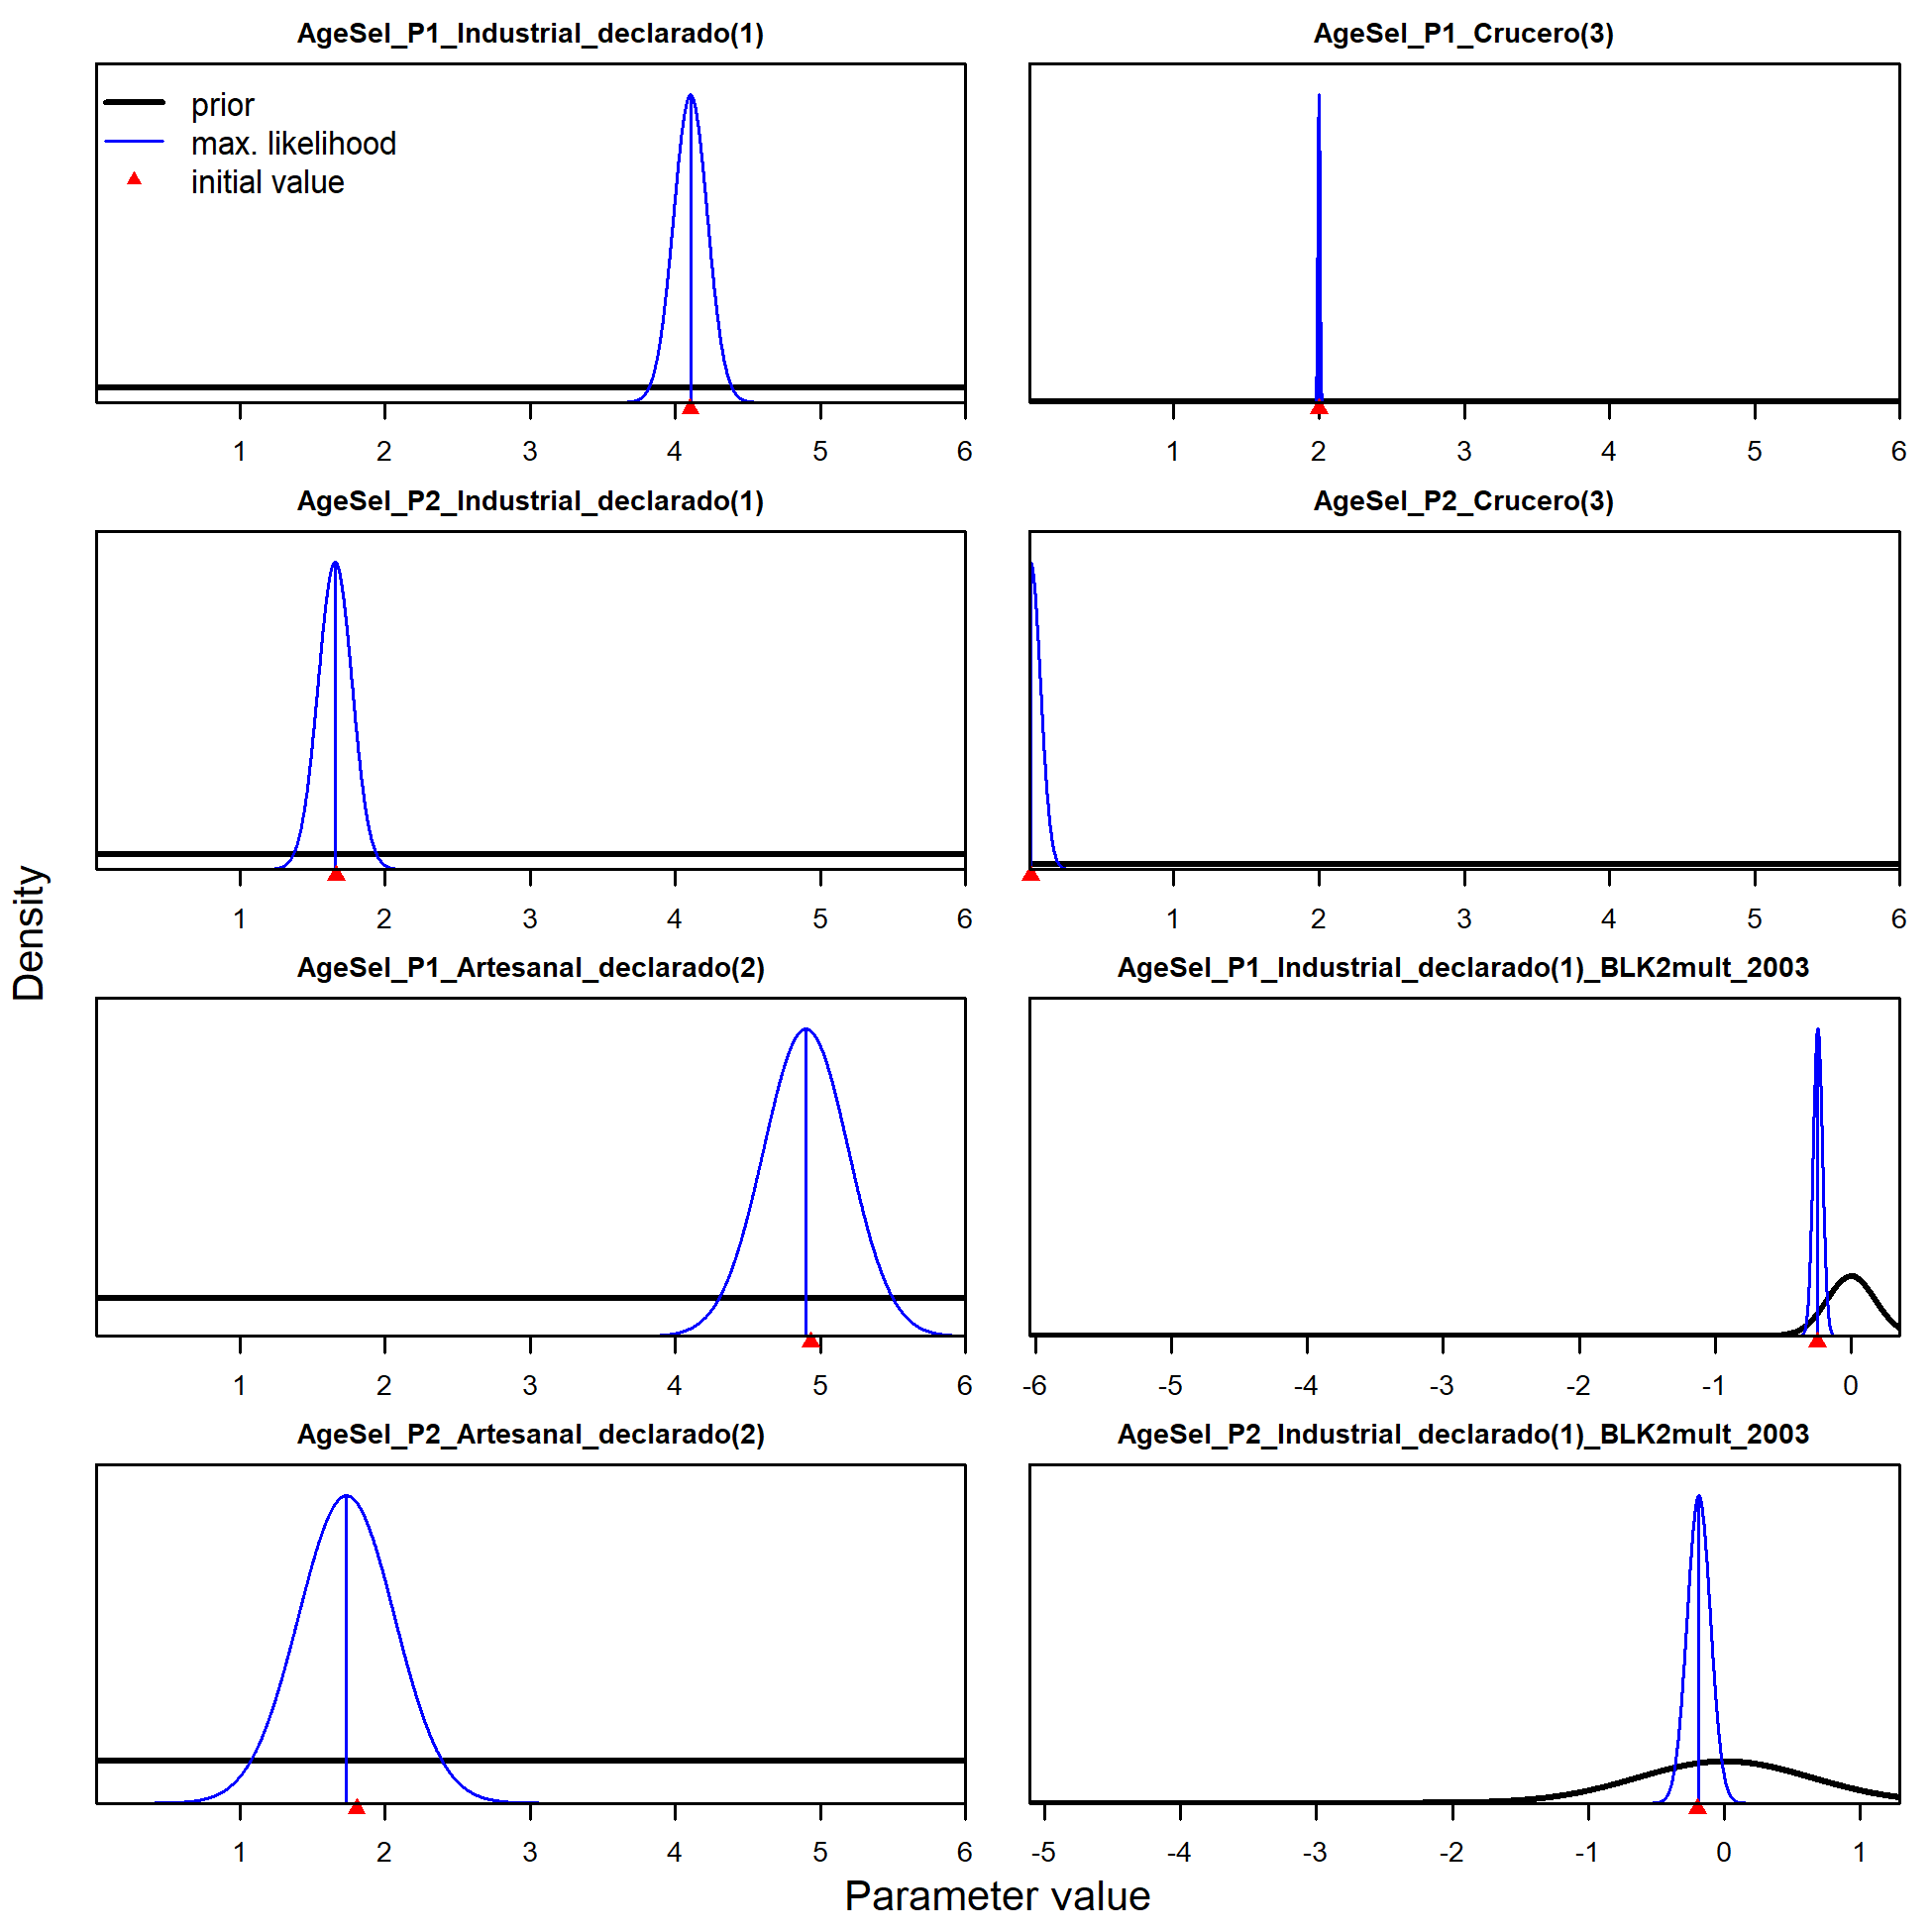 AgeSel_P1_Industrial_declarado(1)
prior
max. likelihood
initial value
1 2 3 4 5 6
AgeSel_P1_Crucero(3)
1 2 3 4 5 6
AgeSel_P2_Industrial_declarado(1)
1 2 3 4 5 6
AgeSel_P2_Crucero(3)
1 2 3 4 5 6
AgeSel_P1_Artesanal_declarado(2)
1 2 3 4 5 6
AgeSel_P1_Industrial_declarado(1)_BLK2mult_2003
-6 -5 -4 -3 -2 -1 0
AgeSel_P2_Artesanal_declarado(2)
1 2 3 4 5 6
AgeSel_P2_Industrial_declarado(1)_BLK2mult_2003
-5 -4 -3 -2 -1 0 1
Density
Parameter value